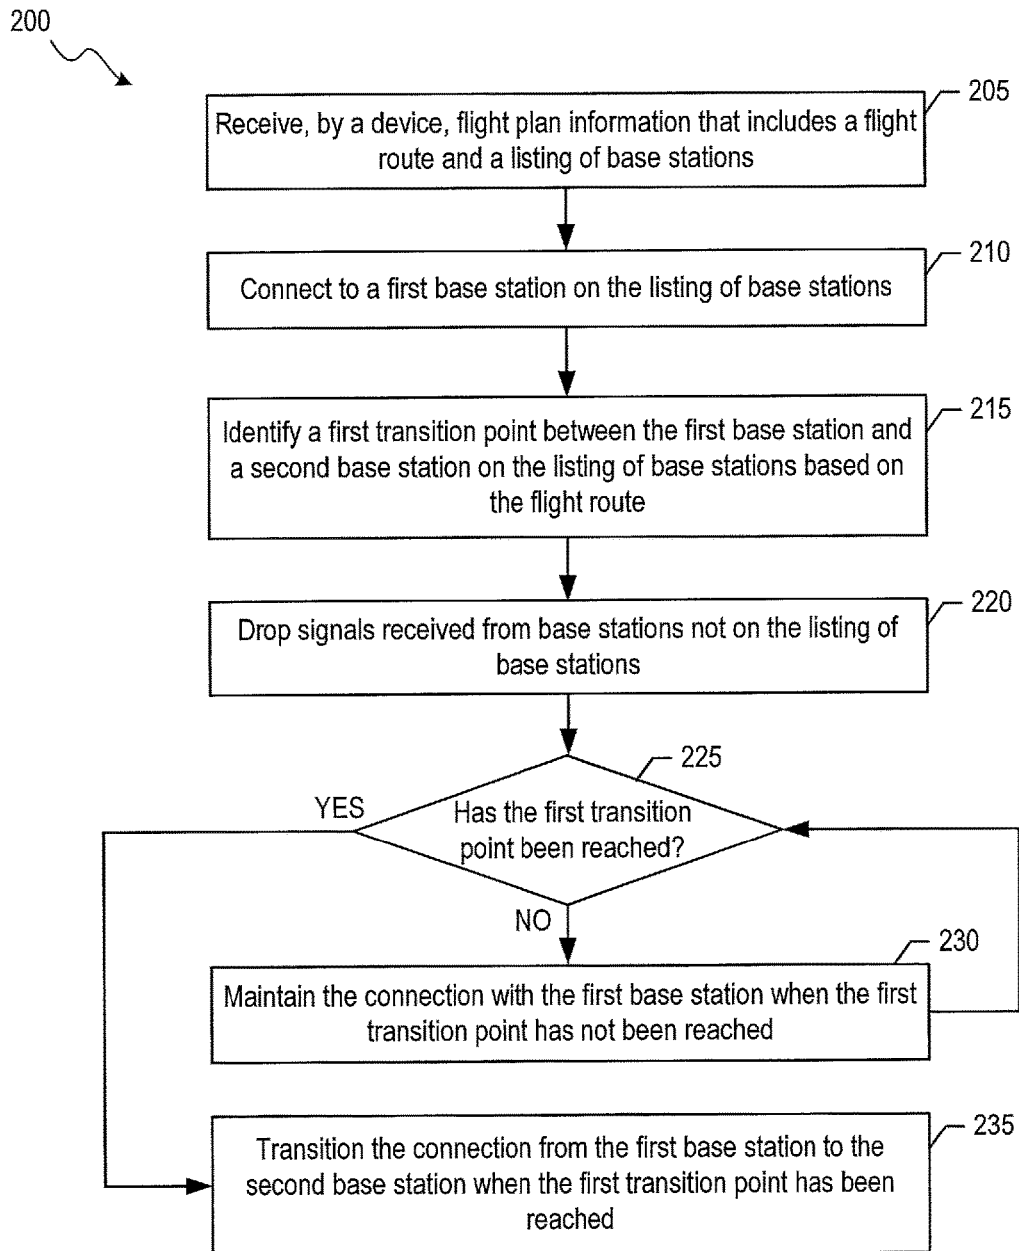 200
205
Receive, by a device, flight plan information that includes a flight
route and a listing of base stations
210
Connect to a first base station on the listing of base stations
215
Identify a first transition point between the first base station and
a second base station on the listing of base stations based on
the flight route
220
Drop signals received from base stations not on the listing of
base stations
225
YES
Has the first transition
point been reached?
NO
230
Maintain the connection with the first base station when the first
transition point has not been reached
235
Transition the connection from the first base station to the
second base station when the first transition point has been
reached